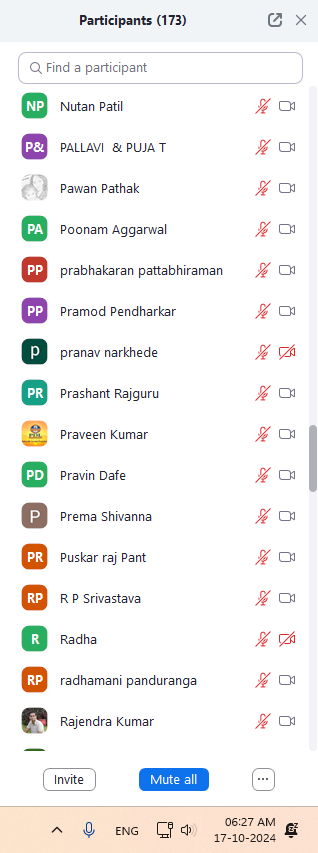 Participants (173)
Find a participant
NP Nutan Patil
P& PALLAVI & PUJA T
Pawan Pathak
PA Poonam Aggarwal
PP prabhakaran pattabhiraman
PP Pramod Pendharkar
p pranav narkhede
PR Prashant Rajguru
Praveen Kumar
PD Pravin Dafe
P Prema Shivanna
PR Puskar raj Pant
RP R P Srivastava
R Radha
RP radhamani panduranga
Rajendra Kumar
Invite Mute all ...
ENG 06:27 AM
17-10-2024